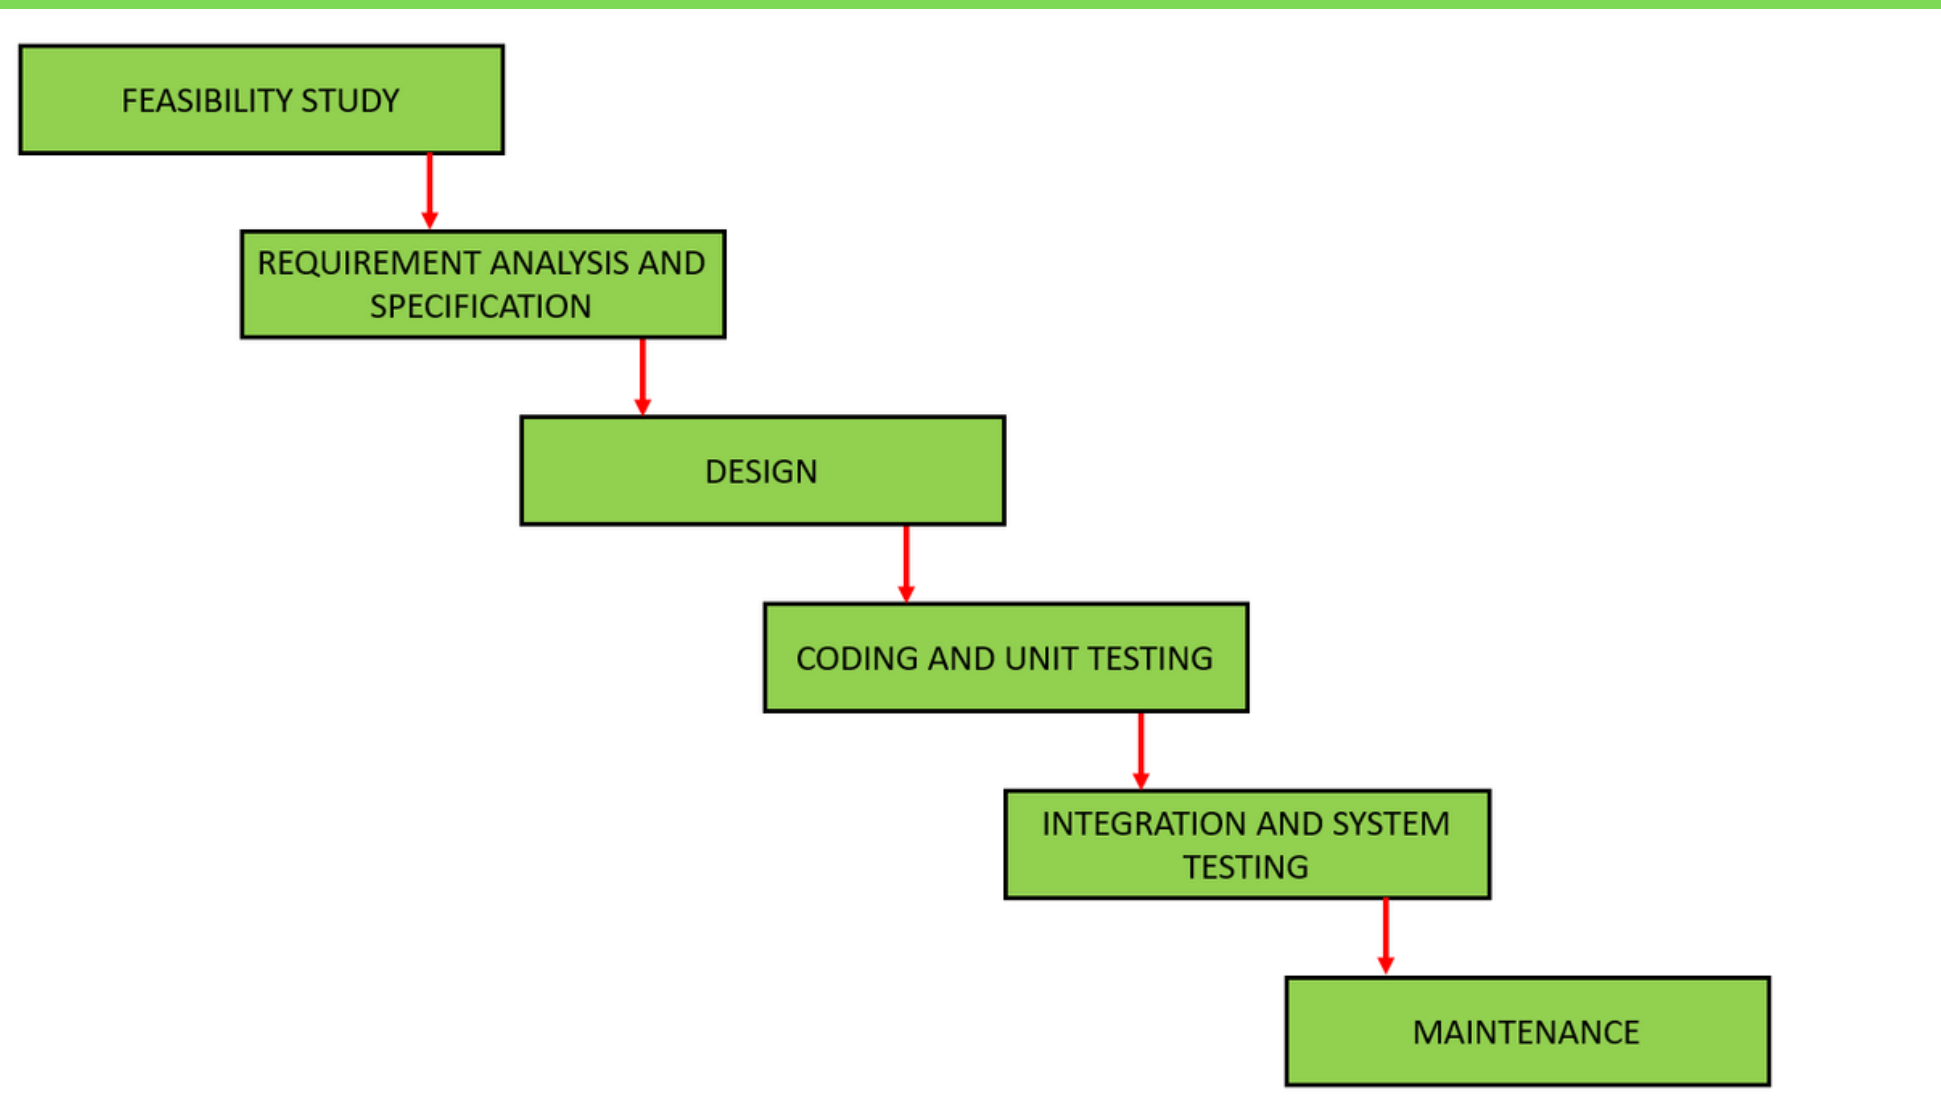 FEASIBILITY STUDY
REQUIREMENT ANALYSIS AND
SPECIFICATION
DESIGN
CODING AND UNIT TESTING
INTEGRATION AND SYSTEM
TESTING
MAINTENANCE